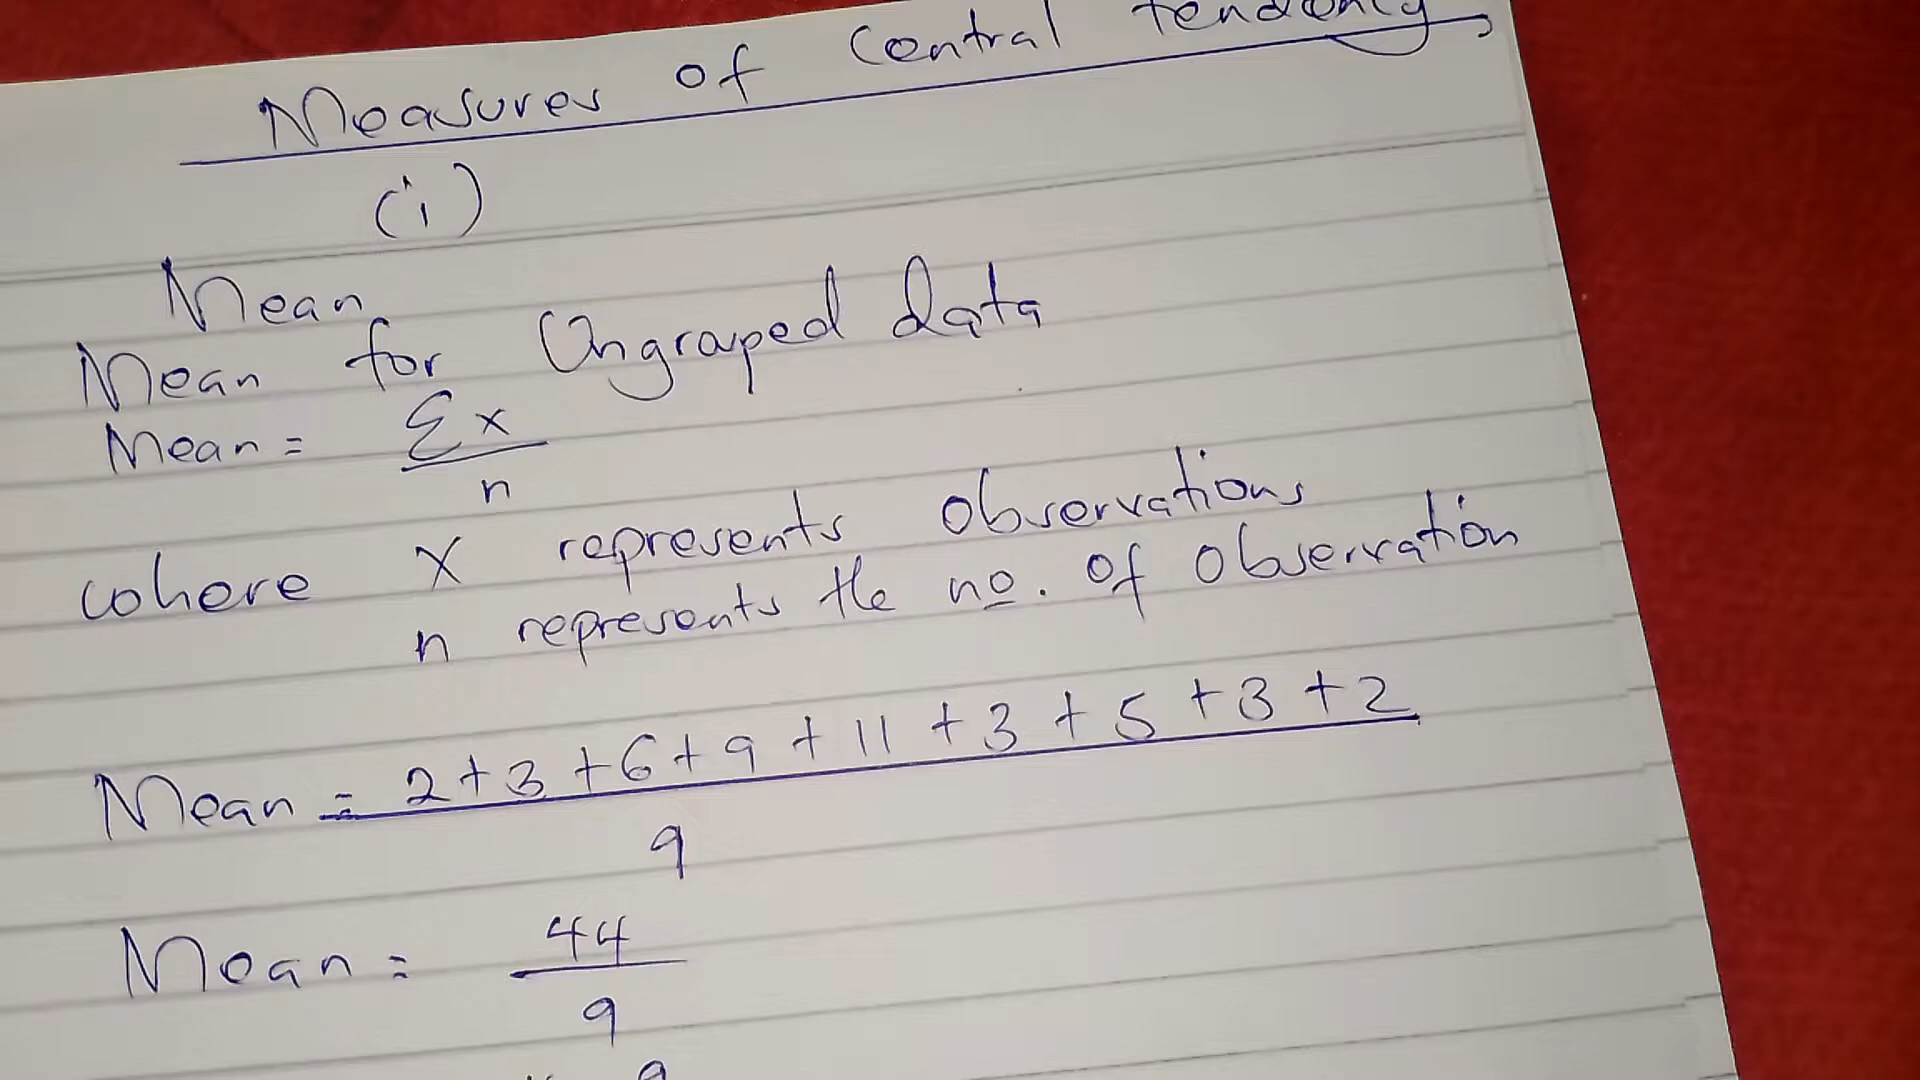 Measures of Central tendency
(i)
Mean
Mean for Ungraped data
Mean = Σx
n
where X represents observations
n represents the no. of observation
Mean = 2+3+6+9+11+3+5+3+2
9
Mean = 44
9